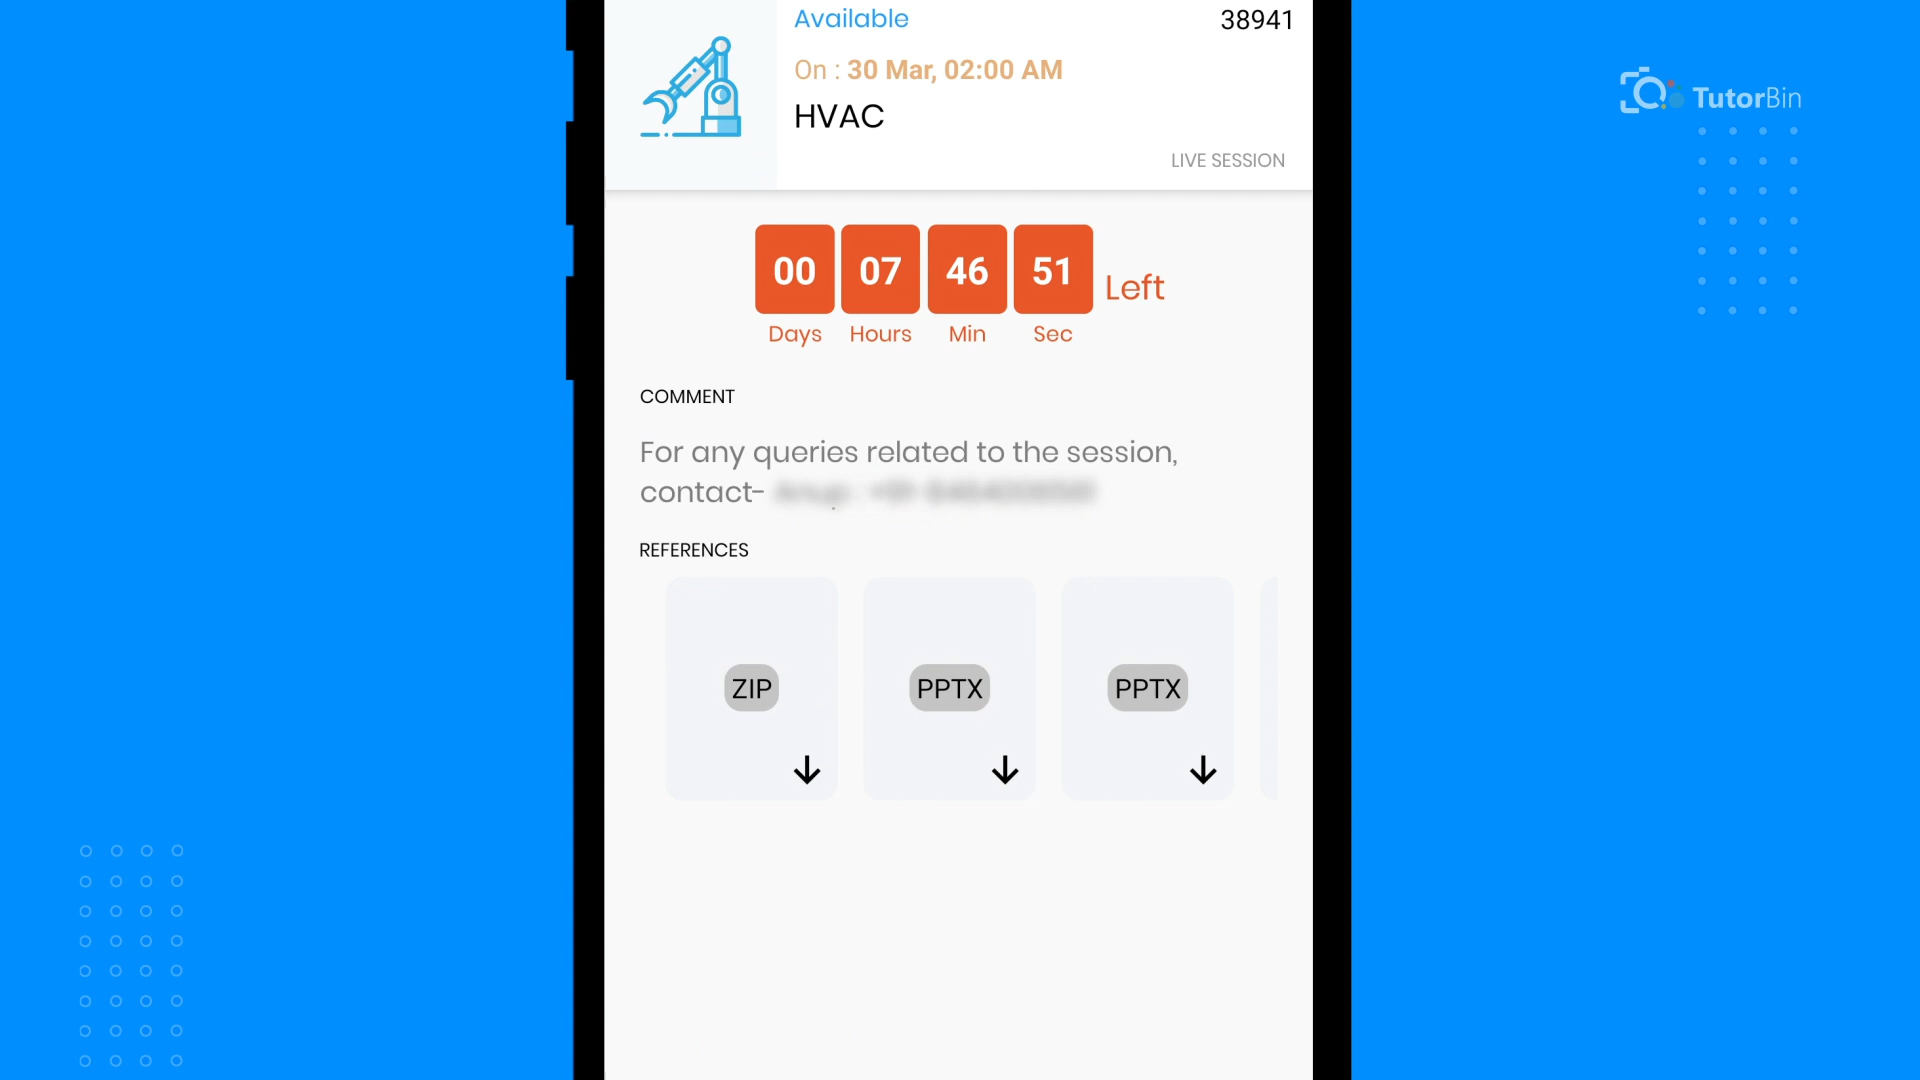 Available
38941
On : 30 Mar, 02:00 AM
HVAC
LIVE SESSION
TutorBin
00 07 46 51 Left
Days Hours Min Sec
COMMENT
For any queries related to the session,
contact-
REFERENCES
ZIP PPTX PPTX